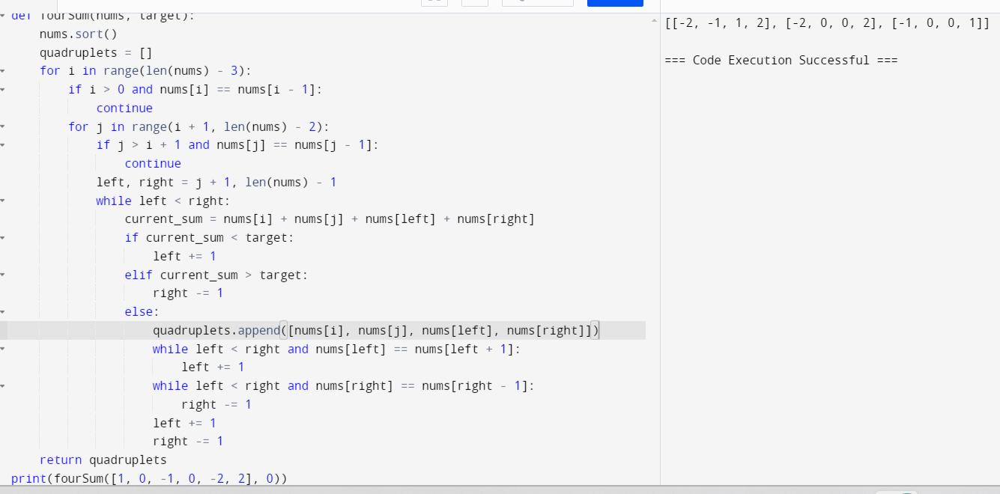 def fourSum(nums, target):
    nums.sort()
    quadruplets = []
    for i in range(len(nums) - 3):
        if i > 0 and nums[i] == nums[i - 1]:
            continue
        for j in range(i + 1, len(nums) - 2):
            if j > i + 1 and nums[j] == nums[j - 1]:
                continue
            left, right = j + 1, len(nums) - 1
            while left < right:
                current_sum = nums[i] + nums[j] + nums[left] + nums[right]
                if current_sum < target:
                    left += 1
                elif current_sum > target:
                    right -= 1
                else:
                    quadruplets.append([nums[i], nums[j], nums[left], nums[right]])
                    while left < right and nums[left] == nums[left + 1]:
                        left += 1
                    while left < right and nums[right] == nums[right - 1]:
                        right -= 1
                    left += 1
                    right -= 1
    return quadruplets
print(fourSum([1, 0, -1, 0, -2, 2], 0))
[[-2, -1, 1, 2], [-2, 0, 0, 2], [-1, 0, 0, 1]]
=== Code Execution Successful ===